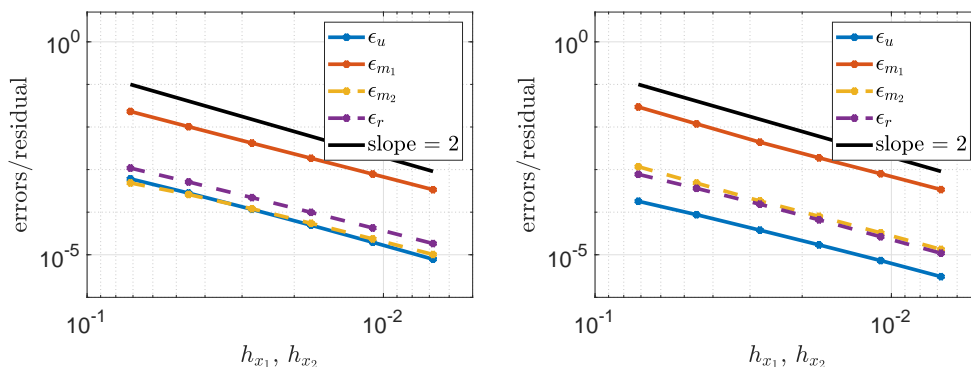 errors/residual
10^0
10^{-5}
10^{-1}
10^{-2}
h_{x_1}, h_{x_2}
ϵ_u
ϵ_{m_1}
ϵ_{m_2}
ϵ_r
slope = 2
errors/residual
10^0
10^{-5}
10^{-1}
10^{-2}
h_{x_1}, h_{x_2}
ϵ_u
ϵ_{m_1}
ϵ_{m_2}
ϵ_r
slope = 2